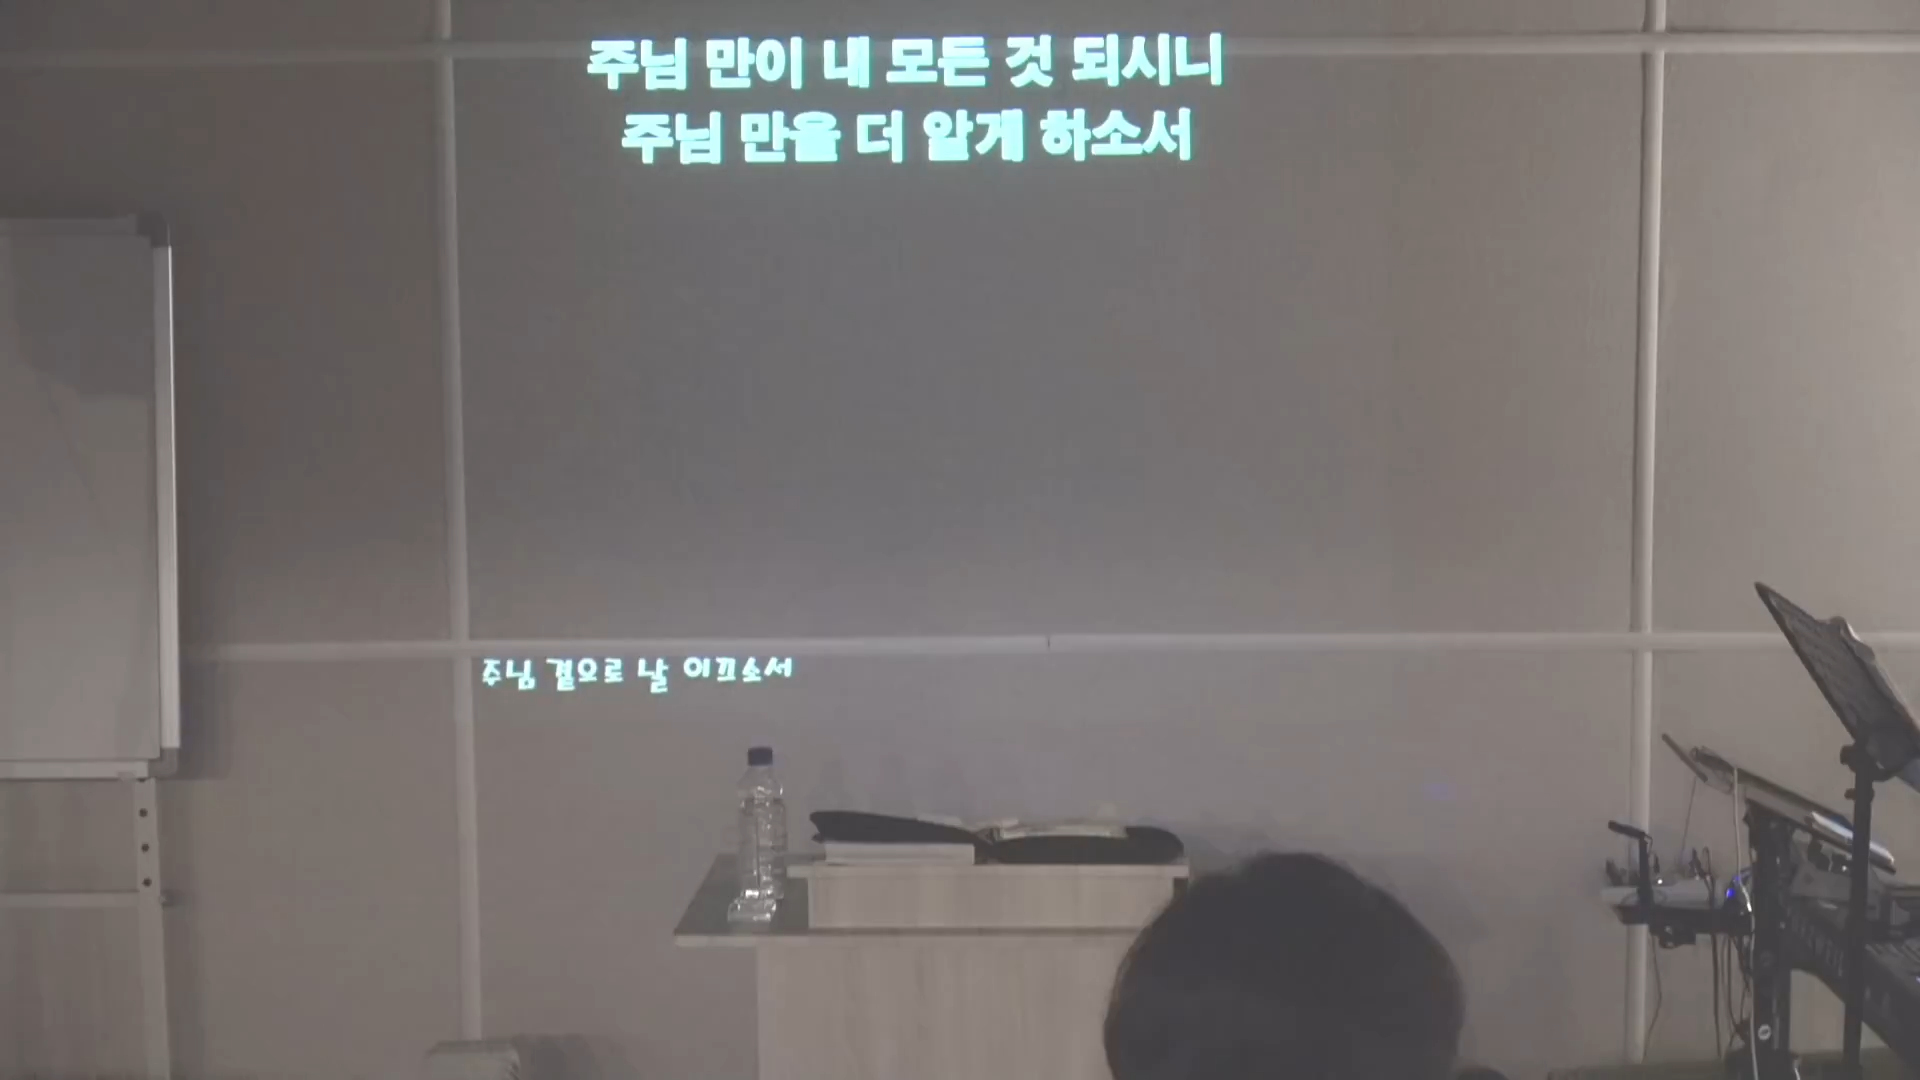 주님 만이 내 모든 것 되시니
주님 만을 더 알게 하소서
주님 곁으로 날 이끄소서